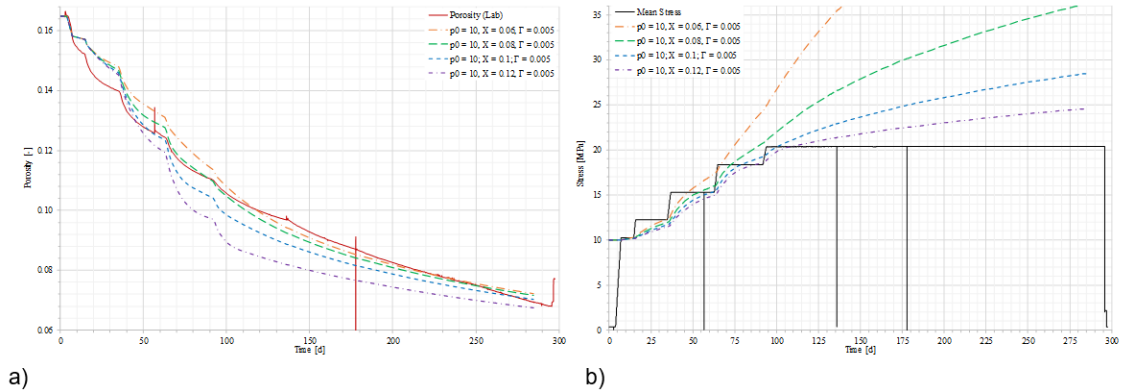 Porosity (Lab)
p0 = 10, X = 0.06, Γ = 0.005
p0 = 10, X = 0.08, Γ = 0.005
p0 = 10; X = 0.1; Γ = 0.005
p0 = 10, X = 0.12, Γ = 0.005
0.16
0.14
0.12
0.10
0.08
0.06
Porosity [-]
0 50 100 150 200 250 300
Time [d]
a)
Mean Stress
p0 = 10, X = 0.06, Γ = 0.005
p0 = 10, X = 0.08, Γ = 0.005
p0 = 10; X = 0.1; Γ = 0.005
p0 = 10, X = 0.12, Γ = 0.005
35
30
25
20
15
10
5
0
Stress [MPa]
0 25 50 75 100 125 150 175 200 225 250 275 300
Time [d]
b)